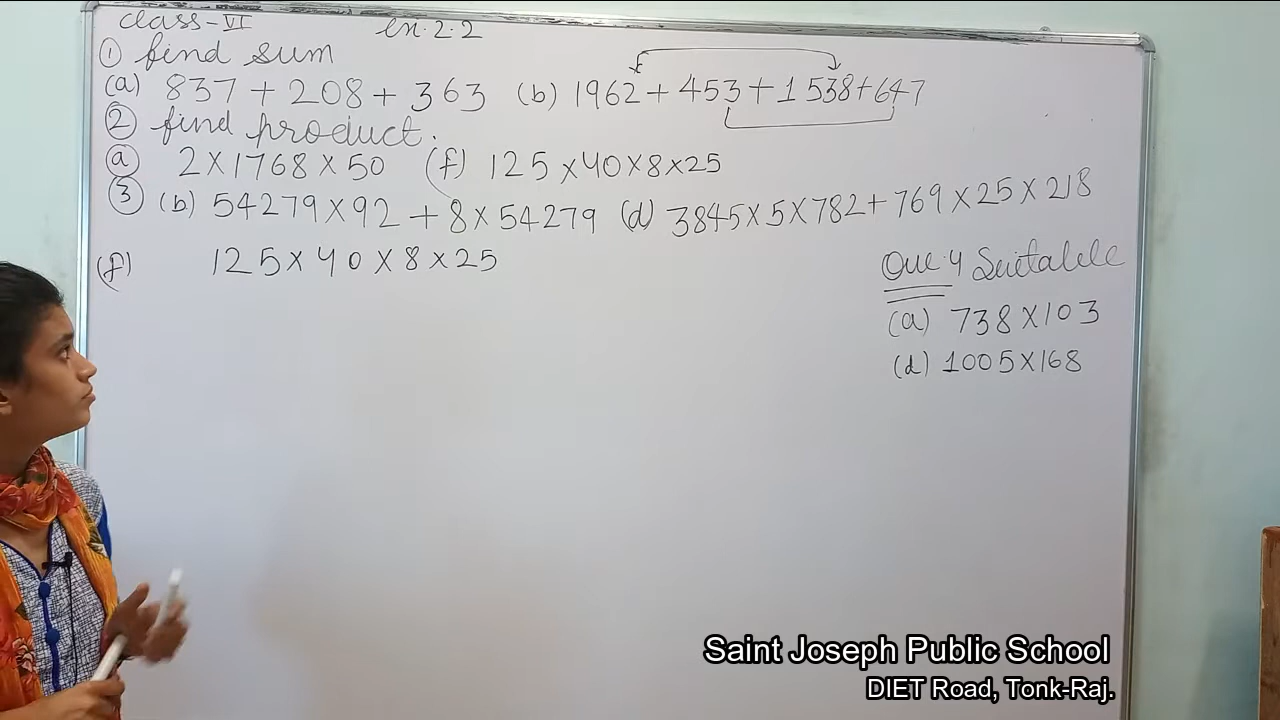 class-VI en.2.2
① find sum
(a) 837 + 208 + 363 (b) 1962 + 453 + 1538 + 647
② find product.
ⓐ 2 × 1768 × 50 (f) 125 × 40 × 8 × 25
③ (b) 54279 × 92 + 8 × 54279 (d) 3845 × 5 × 782 + 769 × 25 × 218
(f) 125 × 40 × 8 × 25
Que 4 Suitable
(a) 738 × 103
(d) 1005 × 168
Saint Joseph Public School
DIET Road, Tonk-Raj.